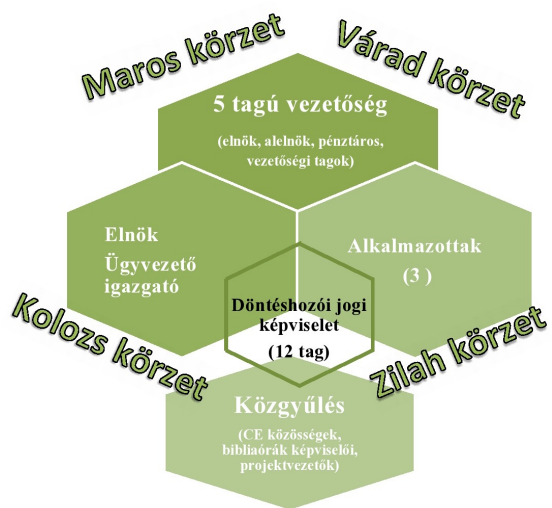 Maros körzet
Várad körzet
5 tagú vezetőség
(elnök, alelnök, pénztáros,
vezetőségi tagok)
Elnök
Ügyvezető
igazgató
Alkalmazottak
(3 )
Döntéshozói jogi
képviselet
(12 tag)
Kolozs körzet
Zilah körzet
Közgyűlés
(CE közösségek,
bibliaórák képviselői,
projektvezetők)